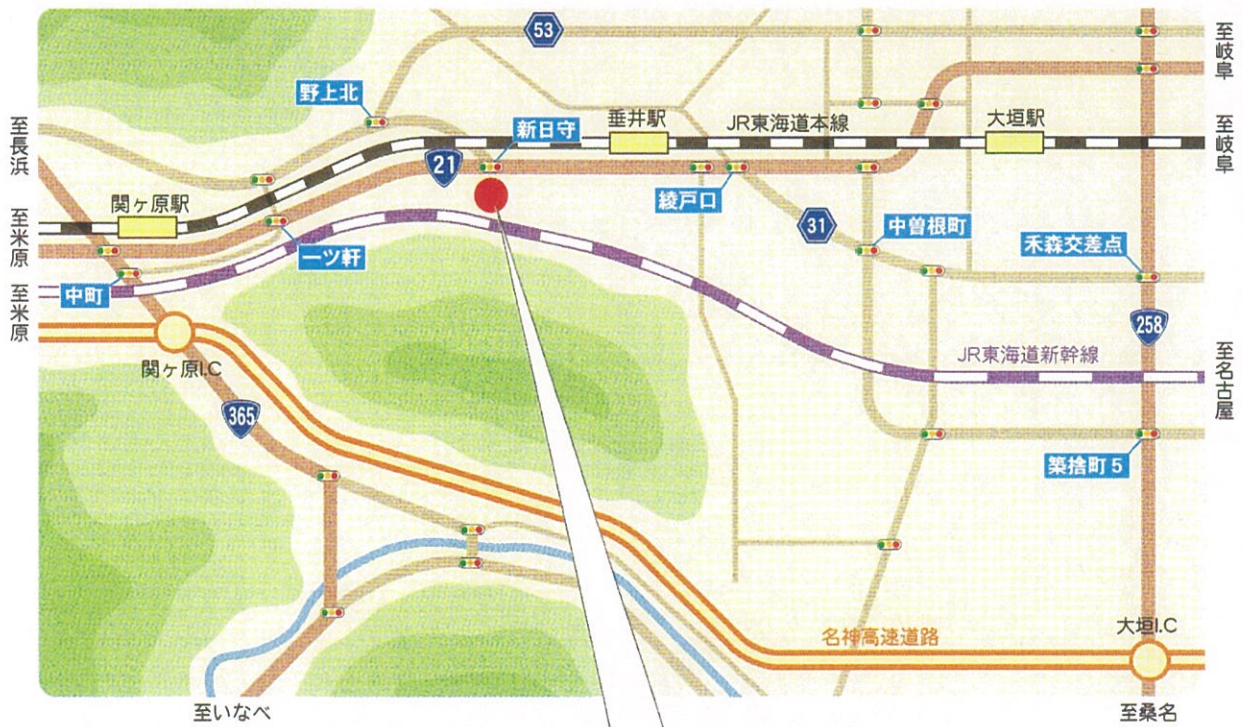 53
至岐阜
野上北
垂井駅
新日守
JR東海道本線
大垣駅
至長浜
至岐阜
21
関ヶ原駅
綾戸口
31
中曽根町
禾森交差点
至米原
一ツ軒
中町
至米原
258
関ヶ原I.C
JR東海道新幹線
至名古屋
365
築捨町5
名神高速道路
大垣I.C
至いなべ
至桑名